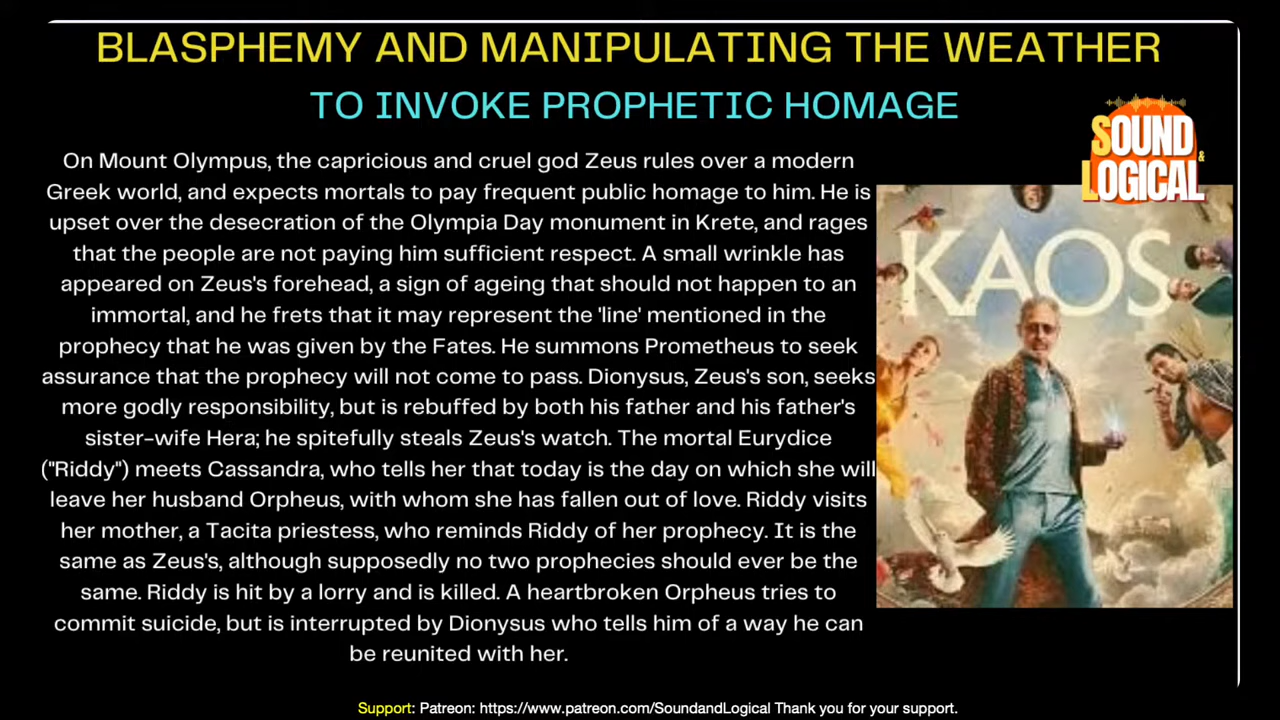 BLASPHEMY AND MANIPULATING THE WEATHER
TO INVOKE PROPHETIC HOMAGE
SOUND
&
LOGICAL
On Mount Olympus, the capricious and cruel god Zeus rules over a modern
Greek world, and expects mortals to pay frequent public homage to him. He is
upset over the desecration of the Olympia Day monument in Krete, and rages
that the people are not paying him sufficient respect. A small wrinkle has
appeared on Zeus's forehead, a sign of ageing that should not happen to an
immortal, and he frets that it may represent the 'line' mentioned in the
prophecy that he was given by the Fates. He summons Prometheus to seek
assurance that the prophecy will not come to pass. Dionysus, Zeus's son, seeks
more godly responsibility, but is rebuffed by both his father and his father's
sister-wife Hera; he spitefully steals Zeus's watch. The mortal Eurydice
("Riddy") meets Cassandra, who tells her that today is the day on which she will
leave her husband Orpheus, with whom she has fallen out of love. Riddy visits
her mother, a Tacita priestess, who reminds Riddy of her prophecy. It is the
same as Zeus's, although supposedly no two prophecies should ever be the
same. Riddy is hit by a lorry and is killed. A heartbroken Orpheus tries to
commit suicide, but is interrupted by Dionysus who tells him of a way he can
be reunited with her.
KAOS
Support: Patreon: https://www.patreon.com/SoundandLogical Thank you for your support.